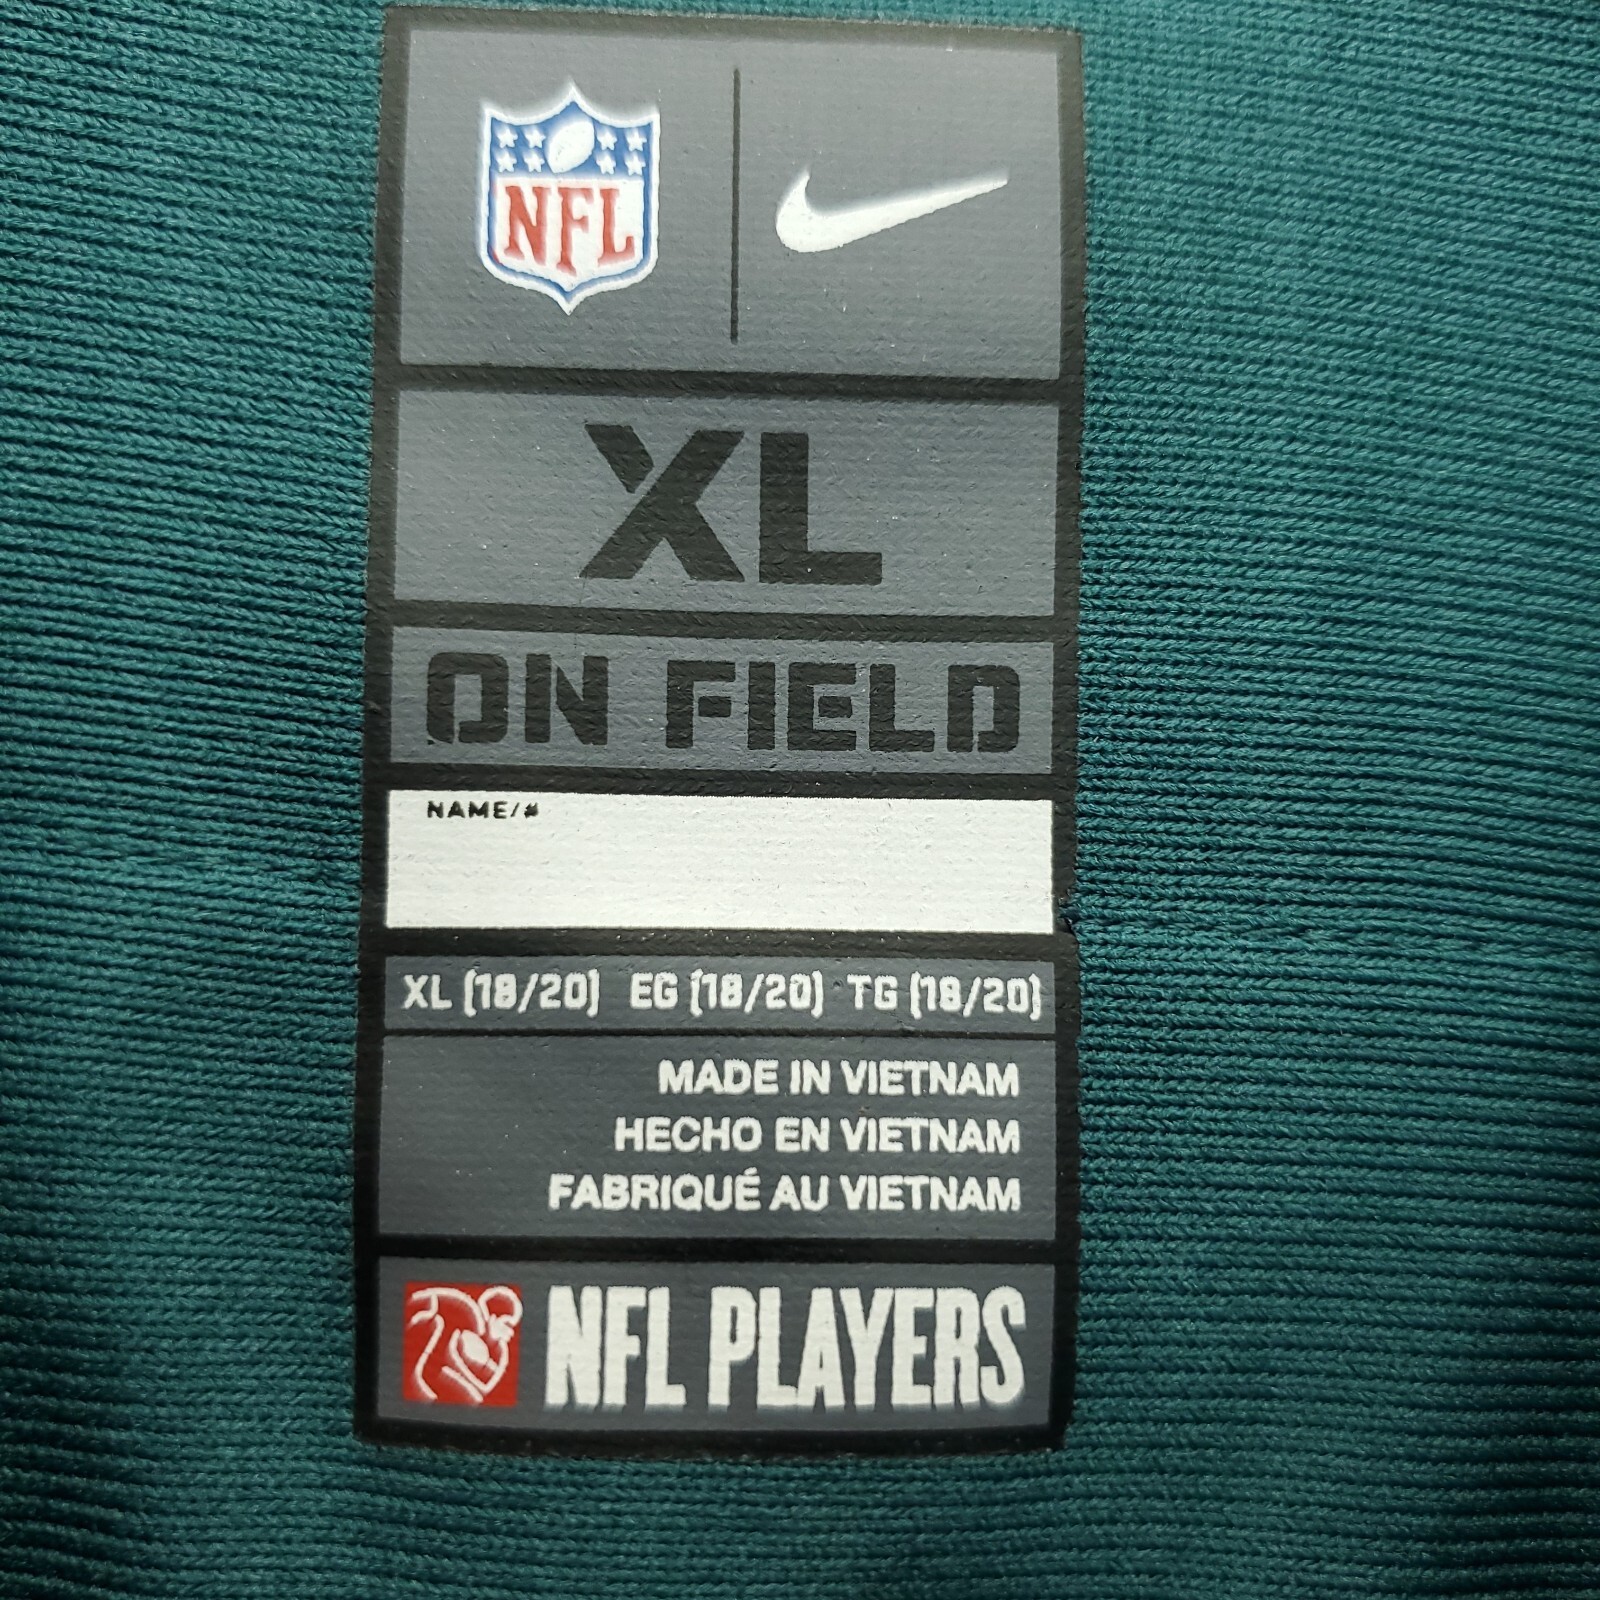 NFL
XL
ON FIELD
NAME/#
XL (18/20) EG (18/20) TG (18/20)
MADE IN VIETNAM
HECHO EN VIETNAM
FABRIQUÉ AU VIETNAM
NFL PLAYERS